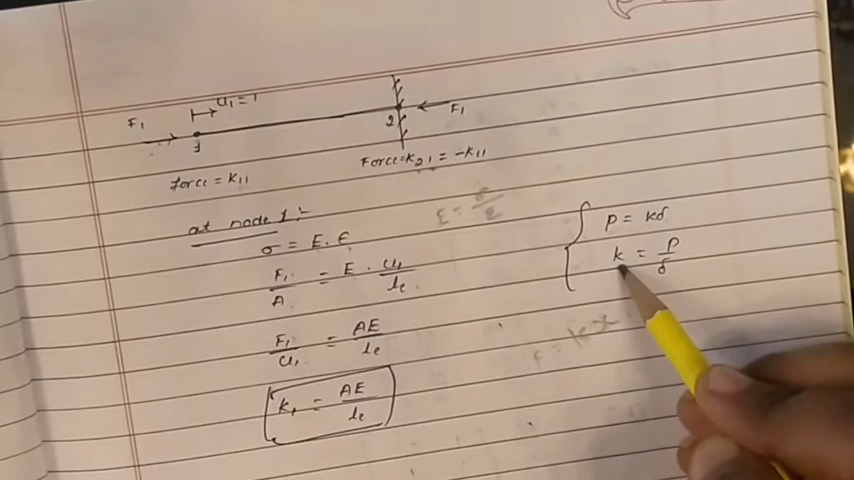 u₁ = 1
F₁
F₁
1
2
Force = k₁₁
Force = k₂₁ = -k₁₁
at node 1:-
σ = E · ε
F₁/A = E · u₁/le
F₁/u₁ = AE/le
k₁ = AE/le
E = σ/ε
P = kδ
k = P/δ
F = kx